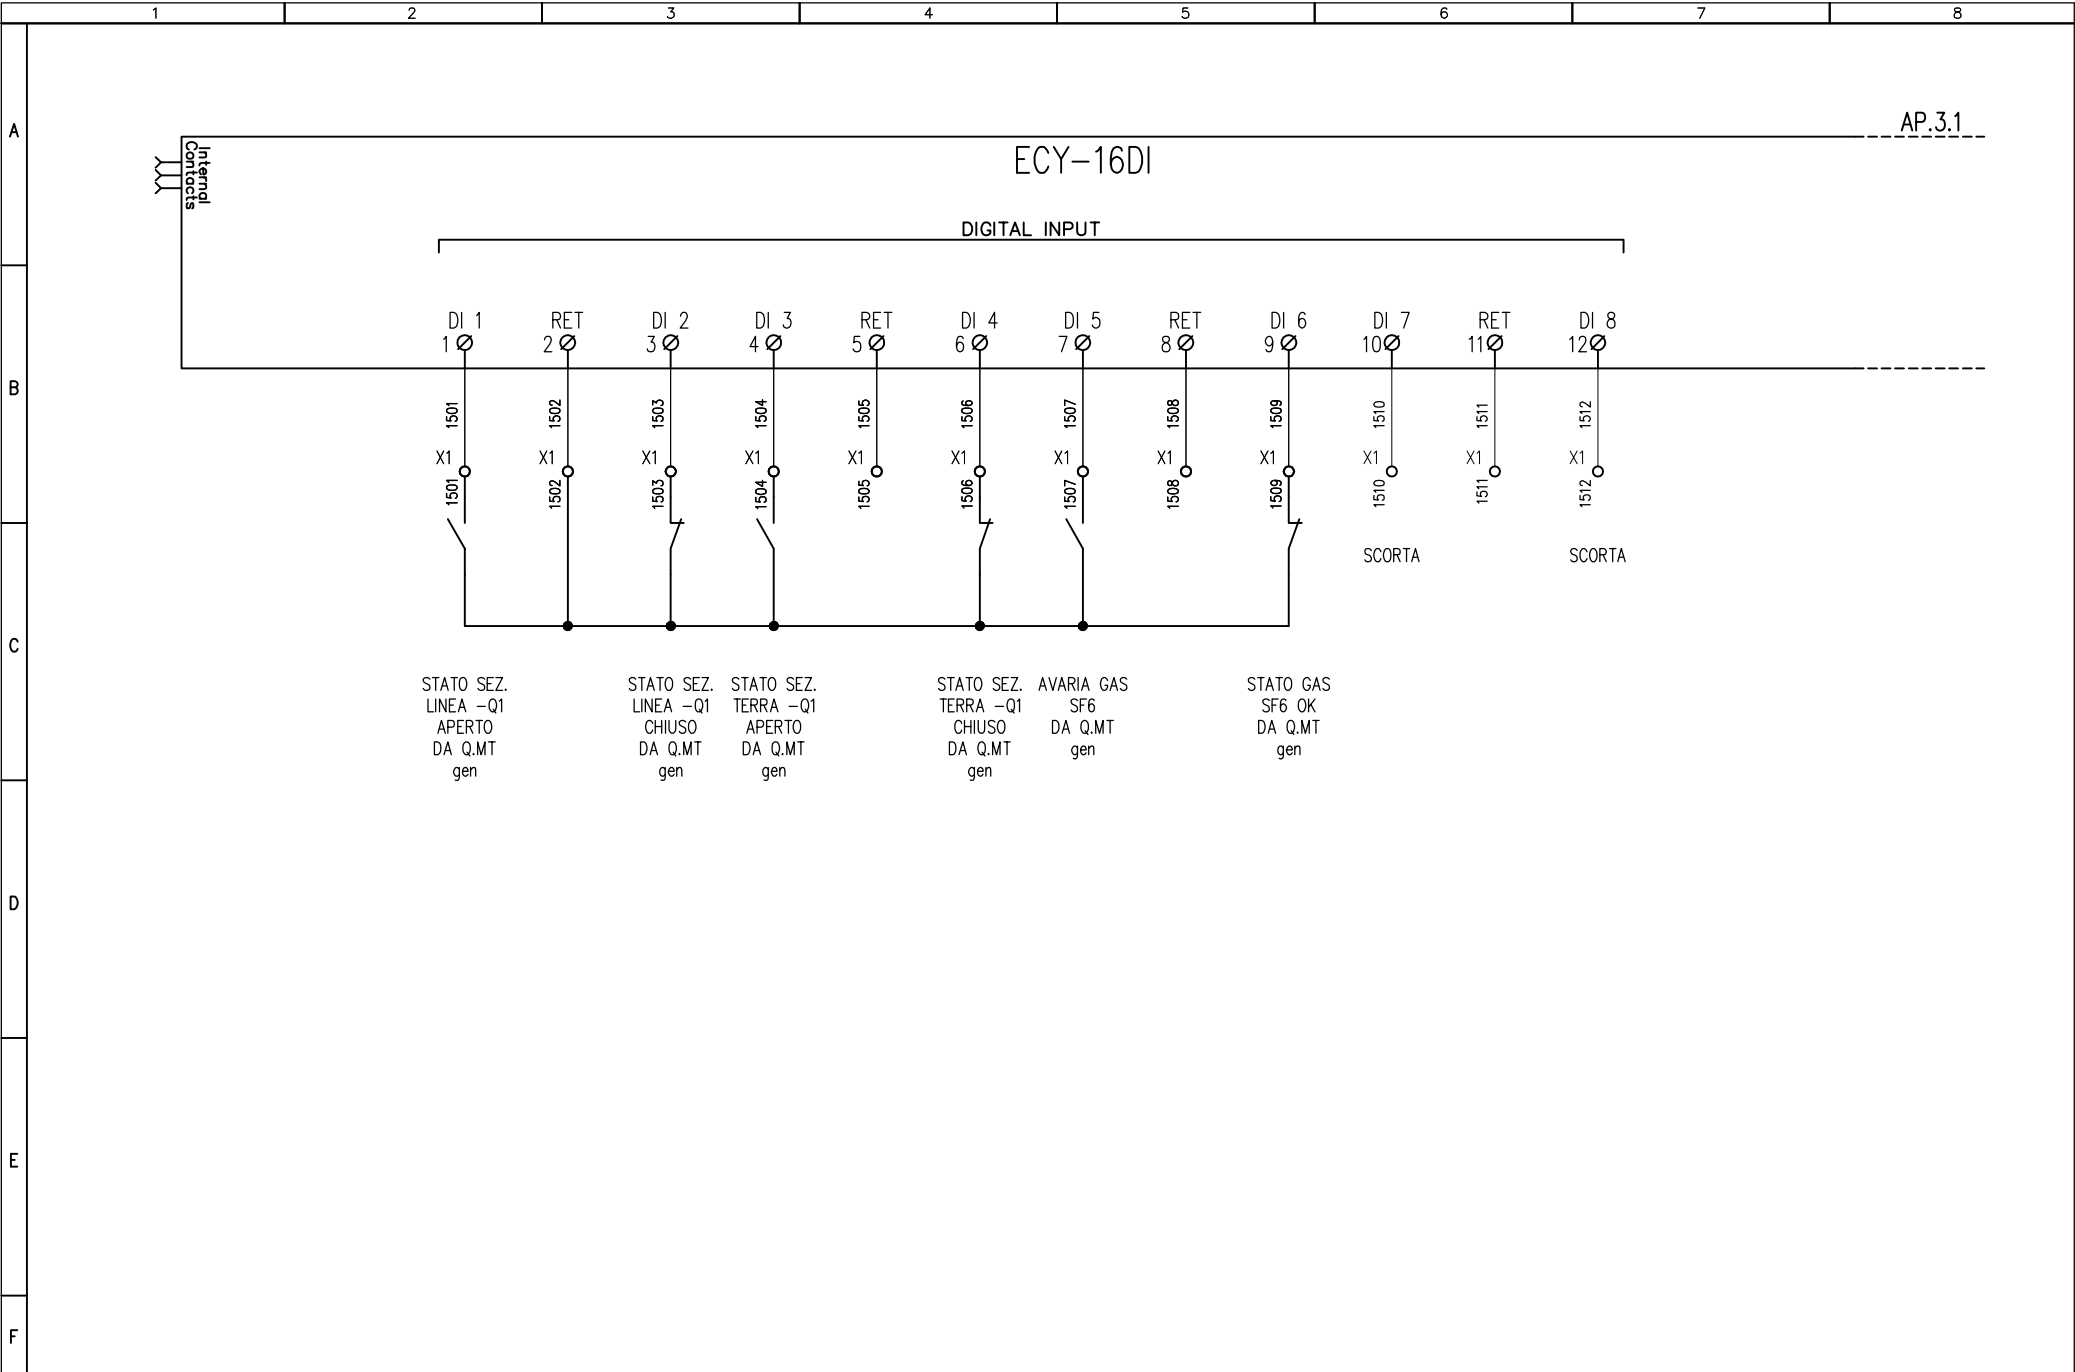 1 2 3 4 5 6 7 8
A
AP.3.1
Internal
Contacts
ECY-16DI
DIGITAL INPUT
DI 1 RET DI 2 DI 3 RET DI 4 DI 5 RET DI 6 DI 7 RET DI 8
1 2 3 4 5 6 7 8 9 10 11 12
B
1501 1502 1503 1504 1505 1506 1507 1508 1509 1510 1511 1512
X1 X1 X1 X1 X1 X1 X1 X1 X1 X1 X1 X1
1501 1502 1503 1504 1505 1506 1507 1508 1509 1510 1511 1512
SCORTA SCORTA
C
STATO SEZ.
LINEA -Q1
APERTO
DA Q.MT
gen
STATO SEZ.
LINEA -Q1
CHIUSO
DA Q.MT
gen
STATO SEZ.
TERRA -Q1
APERTO
DA Q.MT
gen
STATO SEZ.
TERRA -Q1
CHIUSO
DA Q.MT
gen
AVARIA GAS
SF6
DA Q.MT
gen
STATO GAS
SF6 OK
DA Q.MT
gen
D
E
F